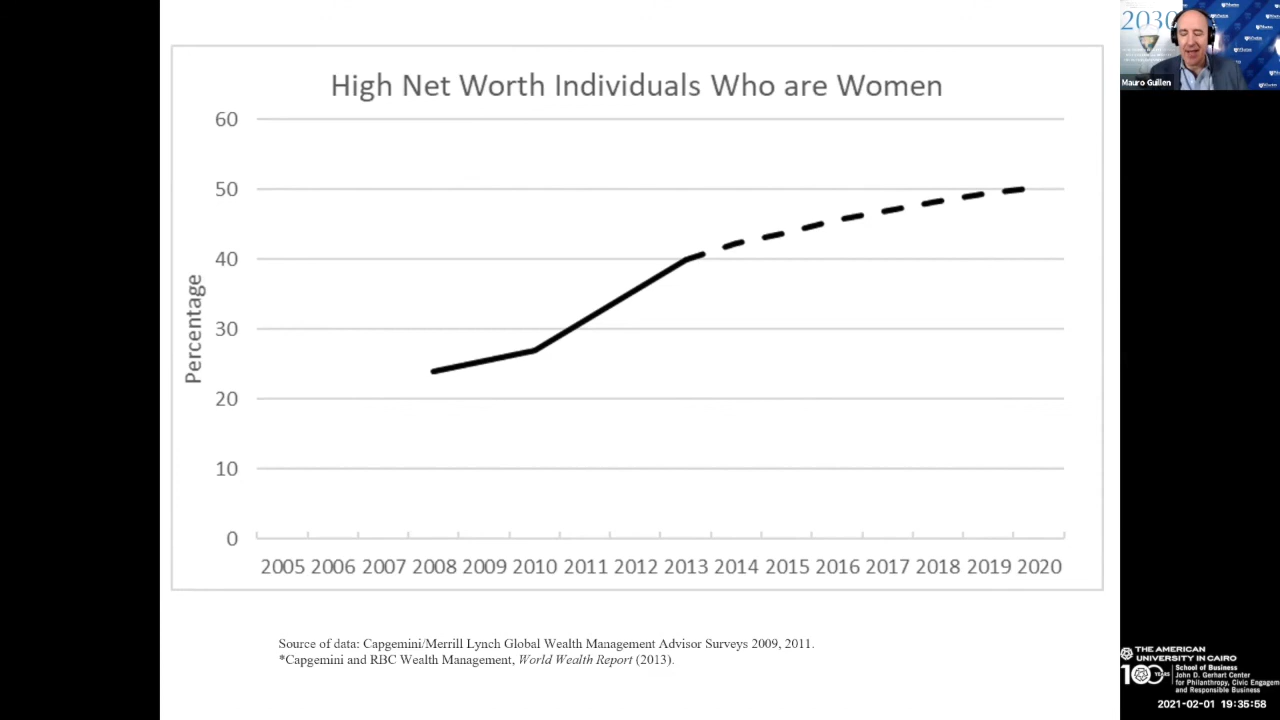 High Net Worth Individuals Who are Women
60
50
40
30
20
10
0
Percentage
2005 2006 2007 2008 2009 2010 2011 2012 2013 2014 2015 2016 2017 2018 2019 2020
Source of data: Capgemini/Merrill Lynch Global Wealth Management Advisor Surveys 2009, 2011.
*Capgemini and RBC Wealth Management, World Wealth Report (2013).
2030
Mauro Guillen
THE AMERICAN
UNIVERSITY IN CAIRO
100 YEARS
School of Business
John D. Gerhart Center
for Philanthropy, Civic Engagem
and Responsible Business
2021-02-01 19:35:58